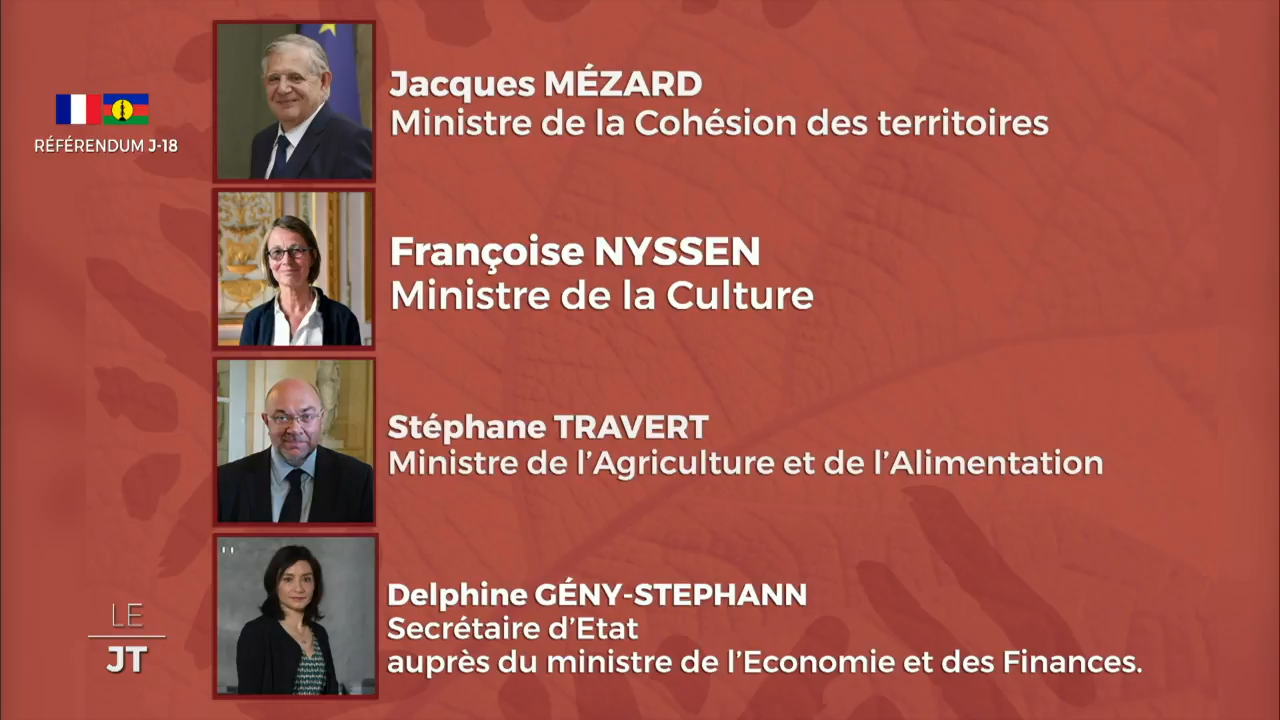 Jacques MÉZARD
Ministre de la Cohésion des territoires
RÉFÉRENDUM J-18
Françoise NYSSEN
Ministre de la Culture
Stéphane TRAVERT
Ministre de l'Agriculture et de l'Alimentation
Delphine GÉNY-STEPHANN
Secrétaire d'Etat
auprès du ministre de l'Economie et des Finances.
LE
JT